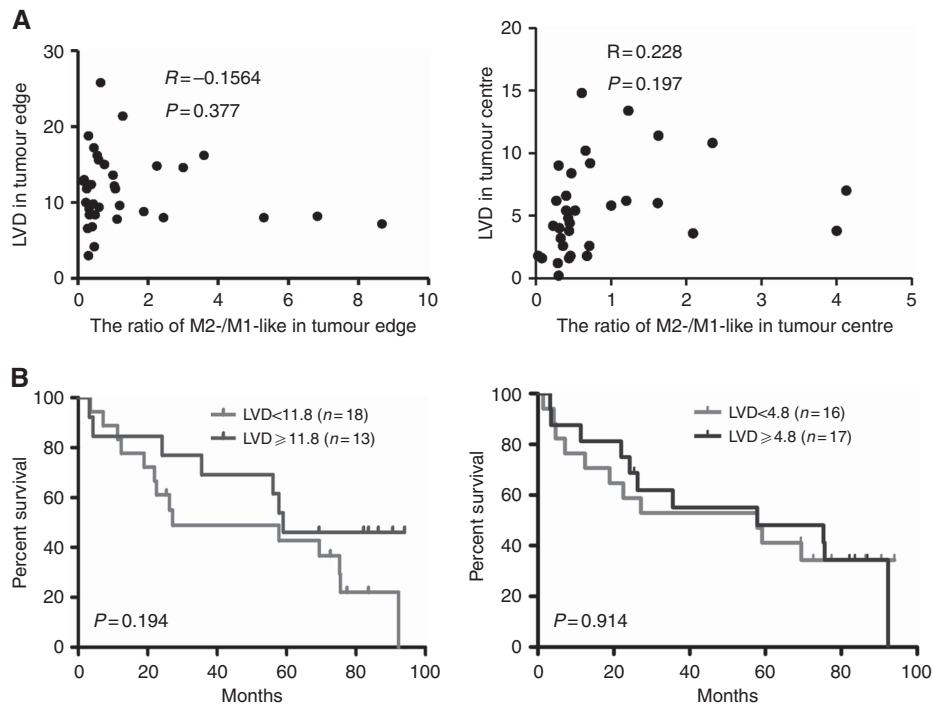 A
LVD in tumour edge
30
20
10
0
R=−0.1564
P=0.377
0 2 4 6 8 10
The ratio of M2-/M1-like in tumour edge
LVD in tumour centre
20
15
10
5
0
R=0.228
P=0.197
0 1 2 3 4 5
The ratio of M2-/M1-like in tumour centre
B
Percent survival
100
80
60
40
20
0
LVD<11.8 (n=18)
LVD≥11.8 (n=13)
P=0.194
0 20 40 60 80 100
Months
Percent survival
100
80
60
40
20
0
LVD<4.8 (n=16)
LVD≥4.8 (n=17)
P=0.914
0 20 40 60 80 100
Months